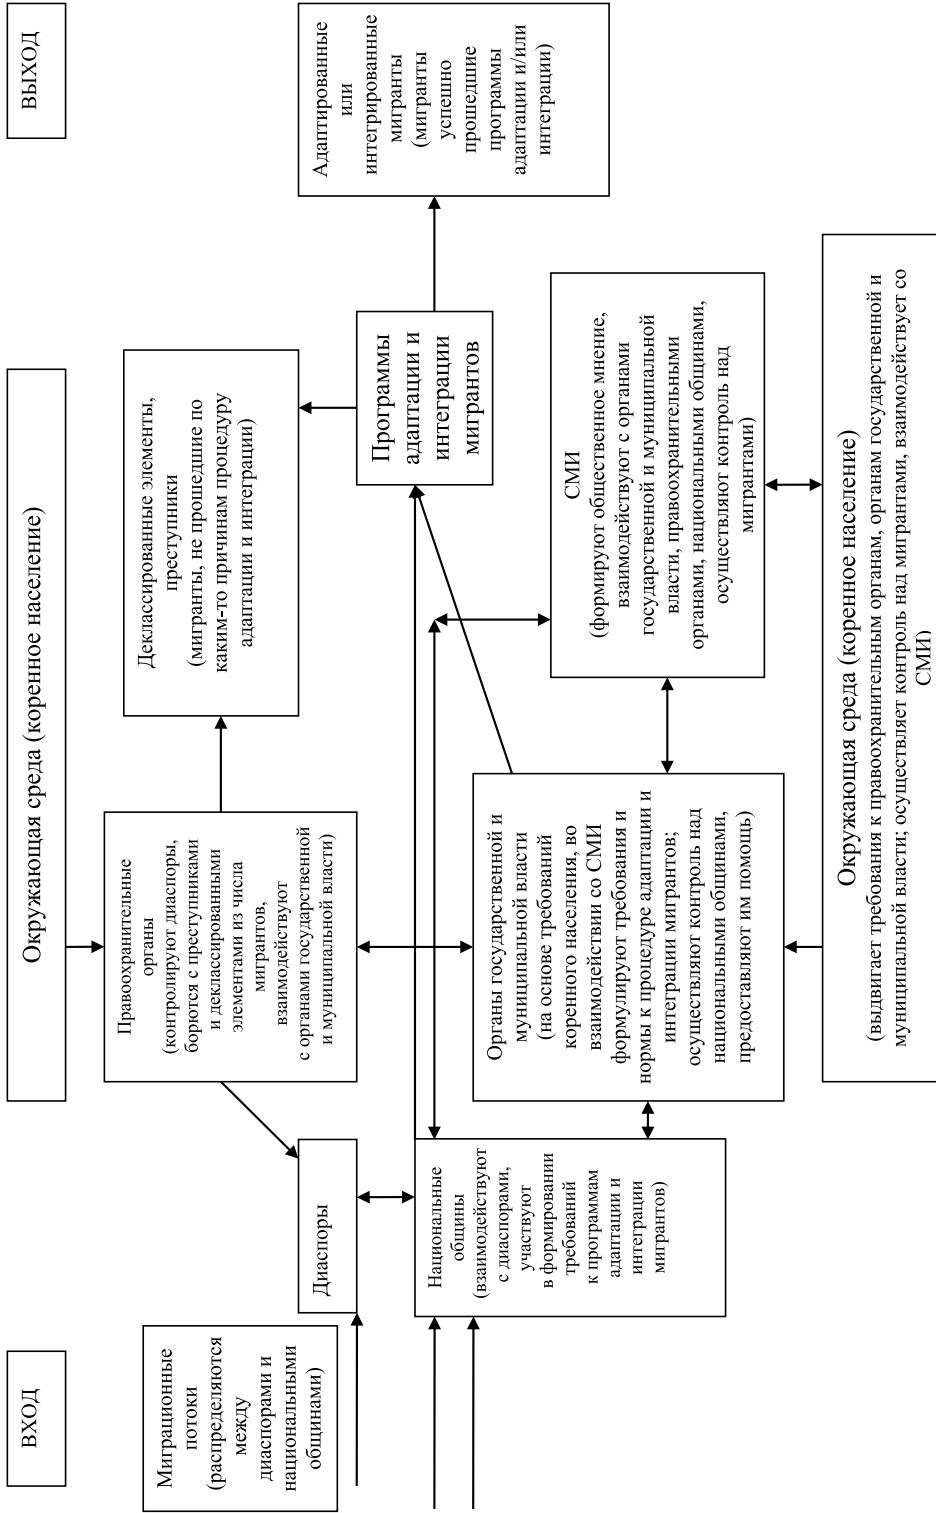 ВХОД
Окружающая среда (коренное население)
ВЫХОД
Миграционные
потоки
(распределяются
между
диаспорами и
национальными
общинами)
Правоохранительные
органы
(контролируют диаспоры,
борются с преступниками
и деклассированными
элементами из числа
мигрантов,
взаимодействуют
с органами государственной
и муниципальной власти)
Деклассированные элементы,
преступники
(мигранты, не прошедшие по
каким-то причинам процедуру
адаптации и интеграции)
Диаспоры
Программы
адаптации и
интеграции
мигрантов
Адаптированные
или
интегрированные
мигранты
(мигранты
успешно
прошедшие
программы
адаптации и/или
интеграции)
Национальные
общины
(взаимодействуют
с диаспорами,
участвуют
в формировании
требований
к программам
адаптации и
интеграции
мигрантов)
Органы государственной и
муниципальной власти
(на основе требований
коренного населения, во
взаимодействии со СМИ
формулируют требования и
нормы к процедуре адаптации и
интеграции мигрантов;
осуществляют контроль над
национальными общинами,
предоставляют им помощь)
СМИ
((формируют общественное мнение,
взаимодействуют с органами
государственной и муниципальной
власти, правоохранительными
органами, национальными общинами,
осуществляют контроль над
мигрантами)
Окружающая среда (коренное население)
(выдвигает требования к правоохранительным органам, органам государственной и
муниципальной власти; осуществляет контроль над мигрантами, взаимодействует со
СМИ)